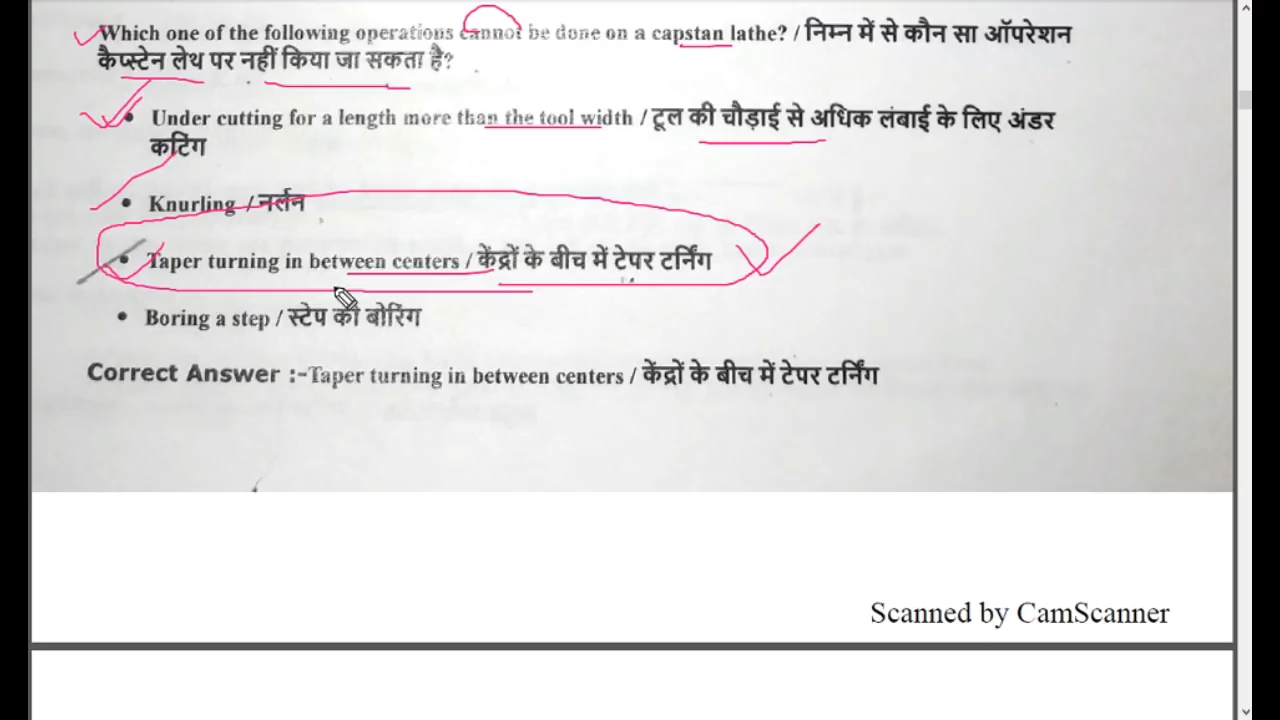 Which one of the following operations cannot be done on a capstan lathe? / निम्न में से कौन सा ऑपरेशन
कैप्स्टेन लेथ पर नहीं किया जा सकता है?
• Under cutting for a length more than the tool width / टूल की चौड़ाई से अधिक लंबाई के लिए अंडर
कटिंग
• Knurling / नर्लन
• Taper turning in between centers / केंद्रों के बीच में टेपर टर्निंग
• Boring a step / स्टेप की बोरिंग
Correct Answer :-Taper turning in between centers / केंद्रों के बीच में टेपर टर्निंग
Scanned by CamScanner